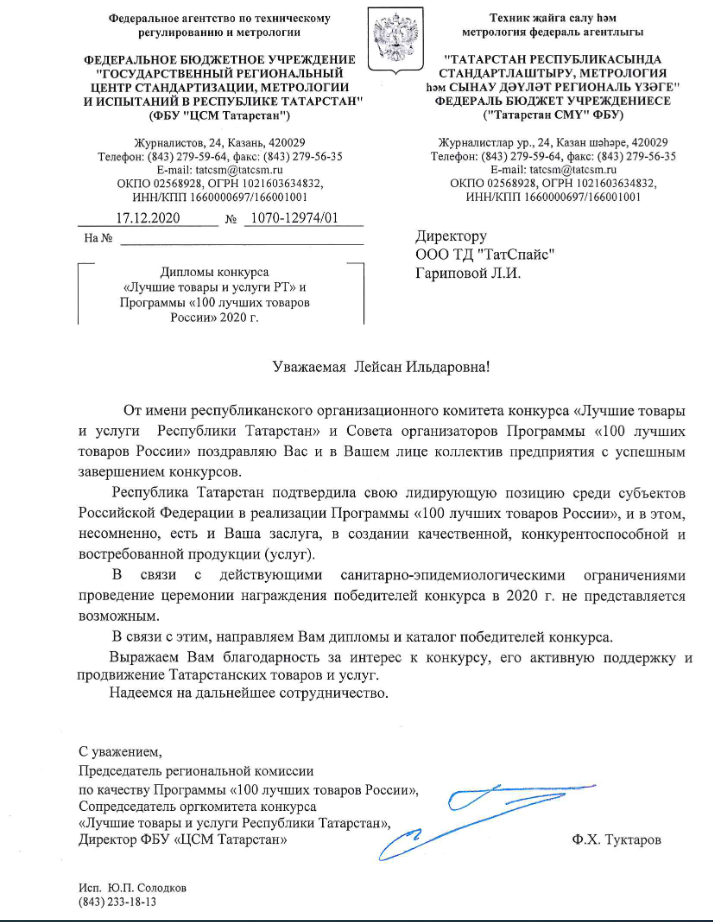 Федеральное агентство по техническому
регулированию и метрологии
ФЕДЕРАЛЬНОЕ БЮДЖЕТНОЕ УЧРЕЖДЕНИЕ
"ГОСУДАРСТВЕННЫЙ РЕГИОНАЛЬНЫЙ
ЦЕНТР СТАНДАРТИЗАЦИИ, МЕТРОЛОГИИ
И ИСПЫТАНИЙ В РЕСПУБЛИКЕ ТАТАРСТАН"
(ФБУ "ЦСМ Татарстан")
Журналистов, 24, Казань, 420029
Телефон: (843) 279-59-64, факс: (843) 279-56-35
E-mail: tatcsm@tatcsm.ru
ОКПО 02568928, ОГРН 1021603634832,
ИНН/КПП 1660000697/166001001
17.12.2020 № 1070-12974/01
На №
Техник җайга салу һәм
метрология федераль агентлыгы
"ТАТАРСТАН РЕСПУБЛИКАСЫНДА
СТАНДАРТЛАШТЫРУ, МЕТРОЛОГИЯ
һәм СЫНАУ ДӘҮЛӘТ РЕГИОНАЛЬ ҮЗӘГЕ"
ФЕДЕРАЛЬ БЮДЖЕТ УЧРЕЖДЕНИЕСЕ
("Татарстан СМҮ" ФБУ)
Журналистлар ур., 24, Казан шәһәре, 420029
Телефон: (843) 279-59-64, факс: (843) 279-56-35
E-mail: tatcsm@tatcsm.ru
ОКПО 02568928, ОГРН 1021603634832,
ИНН/КПП 1660000697/166001001
Директору
ООО ТД "ТатСпайс"
Гариповой Л.И.
Дипломы конкурса
«Лучшие товары и услуги РТ» и
Программы «100 лучших товаров
России» 2020 г.
Уважаемая Лейсан Ильдаровна!
От имени республиканского организационного комитета конкурса «Лучшие товары
и услуги Республики Татарстан» и Совета организаторов Программы «100 лучших
товаров России» поздравляю Вас и в Вашем лице коллектив предприятия с успешным
завершением конкурсов.
Республика Татарстан подтвердила свою лидирующую позицию среди субъектов
Российской Федерации в реализации Программы «100 лучших товаров России», и в этом,
несомненно, есть и Ваша заслуга, в создании качественной, конкурентоспособной и
востребованной продукции (услуг).
В связи с действующими санитарно-эпидемиологическими ограничениями
проведение церемонии награждения победителей конкурса в 2020 г. не представляется
возможным.
В связи с этим, направляем Вам дипломы и каталог победителей конкурса.
Выражаем Вам благодарность за интерес к конкурсу, его активную поддержку и
продвижение Татарстанских товаров и услуг.
Надеемся на дальнейшее сотрудничество.
С уважением,
Председатель региональной комиссии
по качеству Программы «100 лучших товаров России»,
Сопредседатель оргкомитета конкурса
«Лучшие товары и услуги Республики Татарстан»,
Директор ФБУ «ЦСМ Татарстан» Ф.Х. Туктаров
Исп. Ю.П. Солодков
(843) 233-18-13